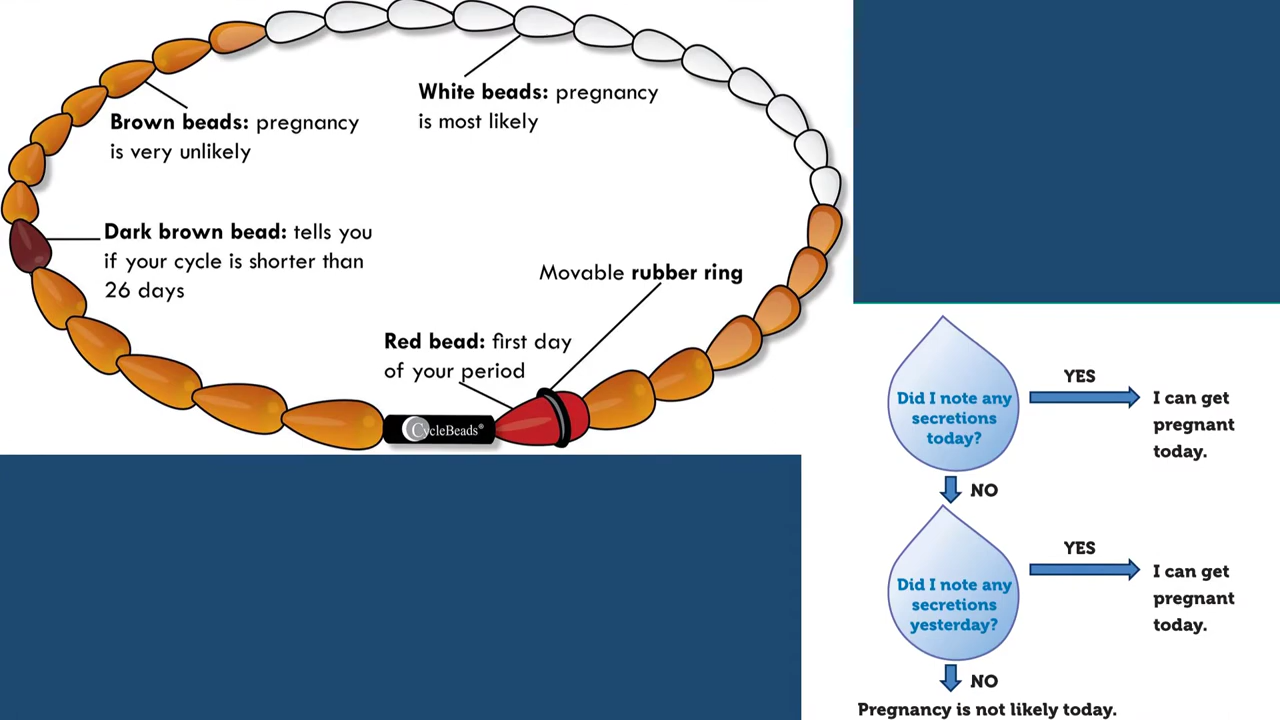 White beads: pregnancy
is most likely
Brown beads: pregnancy
is very unlikely
Dark brown bead: tells you
if your cycle is shorter than
26 days
Movable rubber ring
Red bead: first day
of your period
CycleBeads®
Did I note any
secretions
today?
YES
I can get
pregnant
today.
NO
Did I note any
secretions
yesterday?
YES
I can get
pregnant
today.
NO
Pregnancy is not likely today.